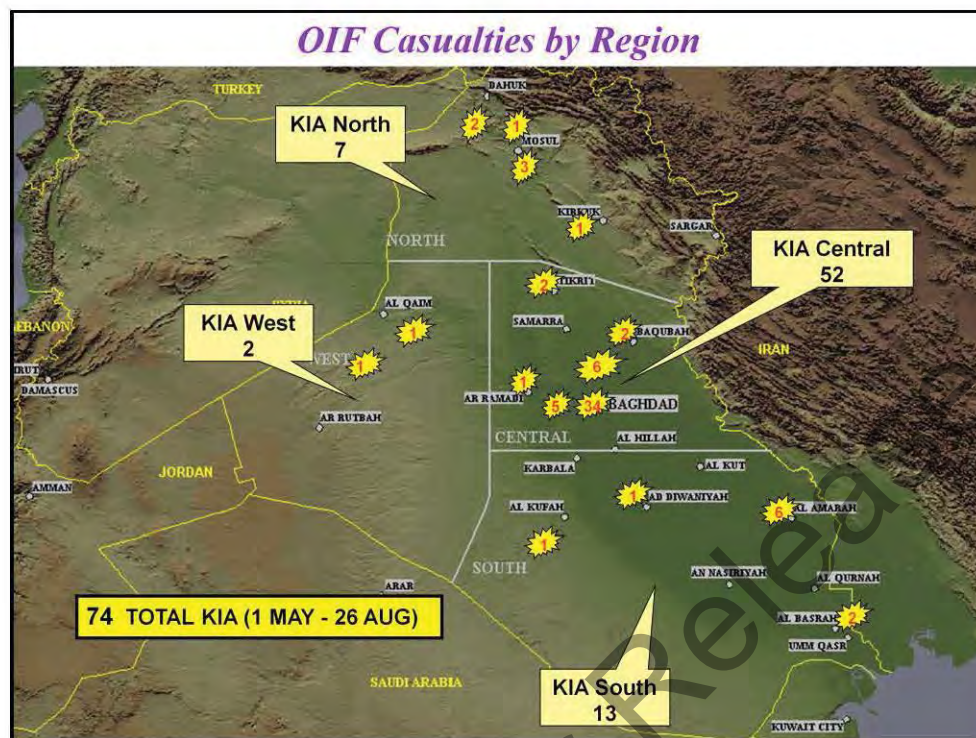 OIF Casualties by Region
TURKEY
DAHUK
2
1
KIA North
7
MOSUL
3
KIRKUK
1
SARGAR
NORTH
KIA Central
52
2
TIKRIT
SYRIA
AL QAIM
LEBANON
KIA West
2
SAMARRA
1
2
BAQUBAH
IRAN
WEST
1
6
DAMASCUS
1
AR RAMADI
5
34
BAGHDAD
AR RUTBAH
CENTRAL
AL HILLAH
JORDAN
KARBALA
AL KUT
AMMAN
1
AD DIWANIYAH
AL KUFAH
6
AL AMARAH
1
SOUTH
AN NASIRIYAH
AL QURNAH
ARAR
74 TOTAL KIA (1 MAY - 26 AUG)
AL BASRAH
2
UMM QASR
SAUDI ARABIA
KIA South
13
KUWAIT CITY
Relea